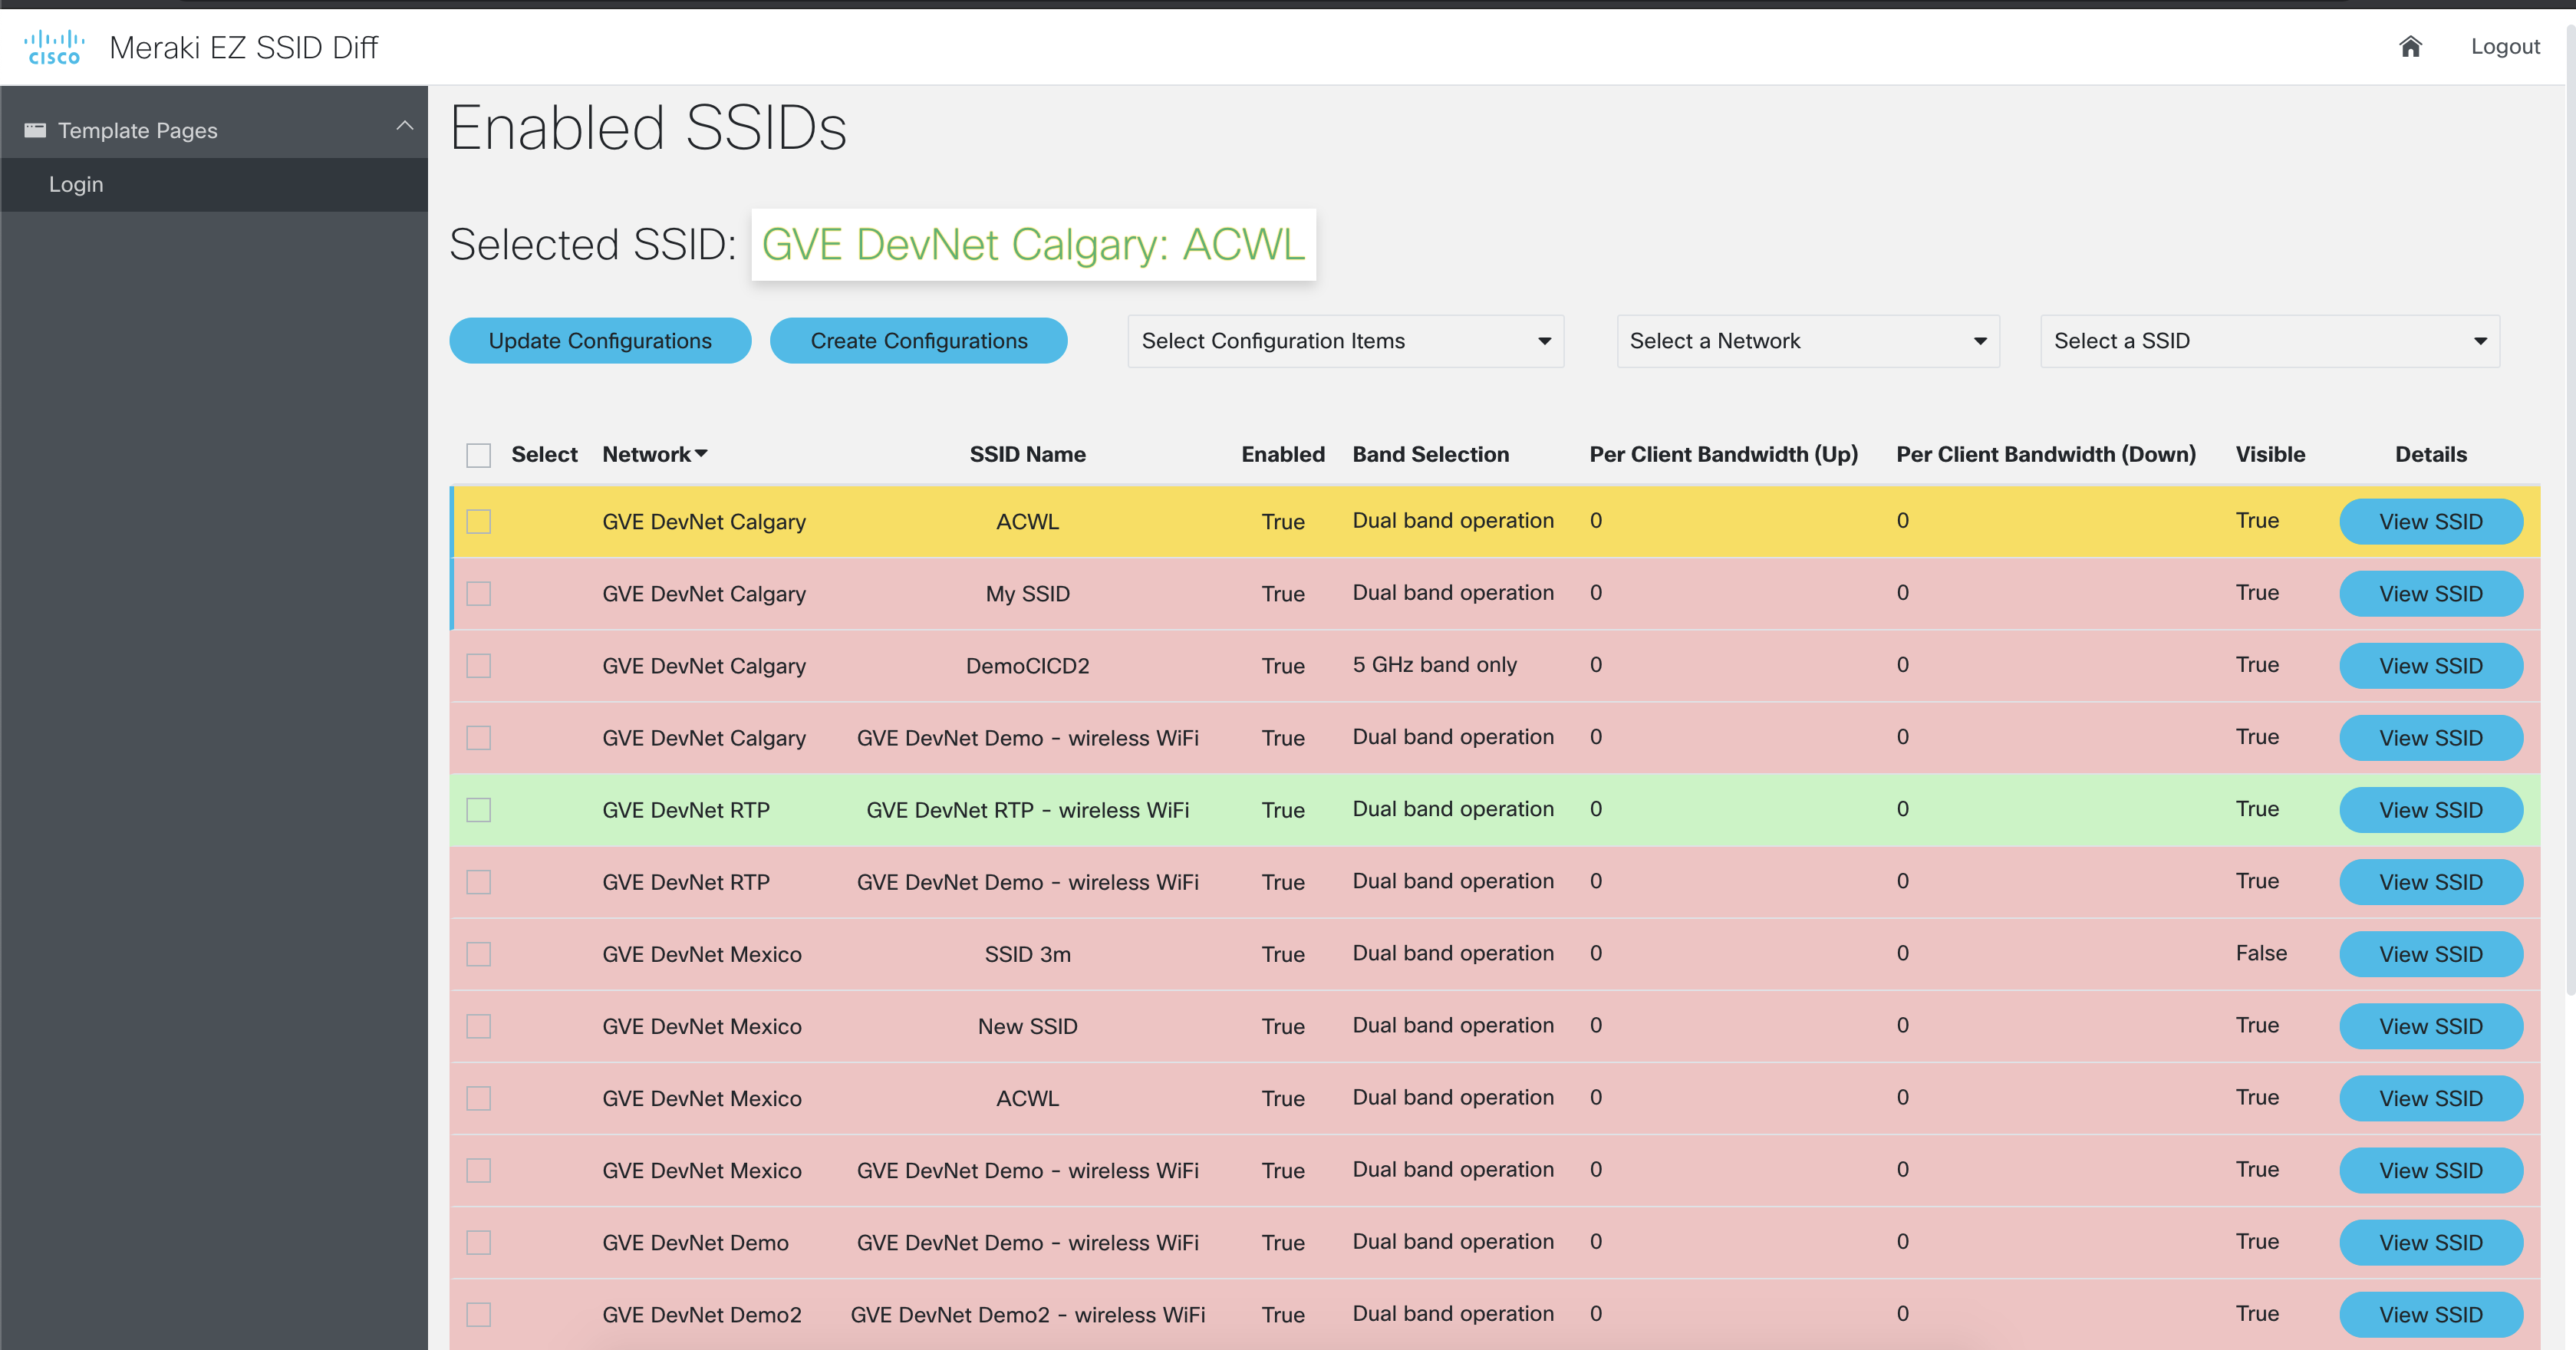 cisco Meraki EZ SSID Diff Logout
Template Pages
Login
Enabled SSIDs
Selected SSID: GVE DevNet Calgary: ACWL
Update Configurations Create Configurations Select Configuration Items Select a Network Select a SSID
Select Network SSID Name Enabled Band Selection Per Client Bandwidth (Up) Per Client Bandwidth (Down) Visible Details
GVE DevNet Calgary ACWL True Dual band operation 0 0 True View SSID
GVE DevNet Calgary My SSID True Dual band operation 0 0 True View SSID
GVE DevNet Calgary DemoCICD2 True 5 GHz band only 0 0 True View SSID
GVE DevNet Calgary GVE DevNet Demo - wireless WiFi True Dual band operation 0 0 True View SSID
GVE DevNet RTP GVE DevNet RTP - wireless WiFi True Dual band operation 0 0 True View SSID
GVE DevNet RTP GVE DevNet Demo - wireless WiFi True Dual band operation 0 0 True View SSID
GVE DevNet Mexico SSID 3m True Dual band operation 0 0 False View SSID
GVE DevNet Mexico New SSID True Dual band operation 0 0 True View SSID
GVE DevNet Mexico ACWL True Dual band operation 0 0 True View SSID
GVE DevNet Mexico GVE DevNet Demo - wireless WiFi True Dual band operation 0 0 True View SSID
GVE DevNet Demo GVE DevNet Demo - wireless WiFi True Dual band operation 0 0 True View SSID
GVE DevNet Demo2 GVE DevNet Demo2 - wireless WiFi True Dual band operation 0 0 True View SSID